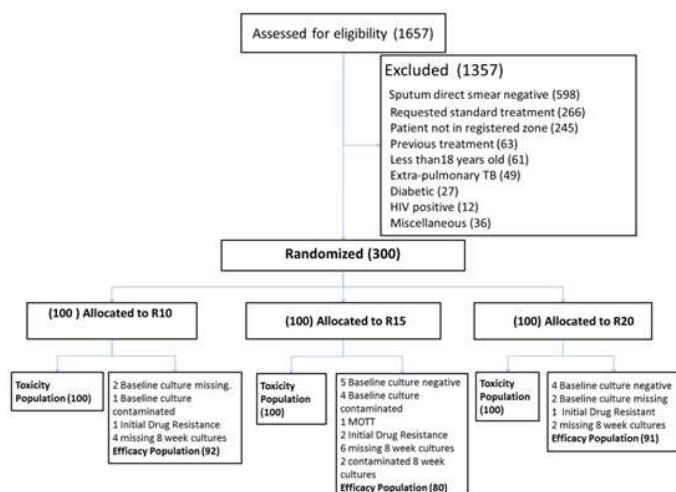 Assessed for eligibility (1657)
Excluded (1357)
Sputum direct smear negative (598)
Requested standard treatment (266)
Patient not in registered zone (245)
Previous treatment (63)
Less than18 years old (61)
Extra-pulmonary TB (49)
Diabetic (27)
HIV positive (12)
Miscellaneous (36)
Randomized (300)
(100 ) Allocated to R10
(100) Allocated to R15
(100) Allocated to R20
Toxicity
Population (100)
2 Baseline culture missing.
1 Baseline culture
contaminated
1 Initial Drug Resistance
4 missing 8 week cultures
Efficacy Population (92)
Toxicity
Population
(100)
5 Baseline culture negative
4 Baseline culture
contaminated
1 MOTT
2 Initial Drug Resistance
6 missing 8 week cultures
2 contaminated 8 week
cultures
Efficacy Population (80)
Toxicity
Population (100)
4 Baseline culture negative
2 Baseline culture missing
1 Initial Drug Resistant
2 missing 8 week cultures
Efficacy Population (91)